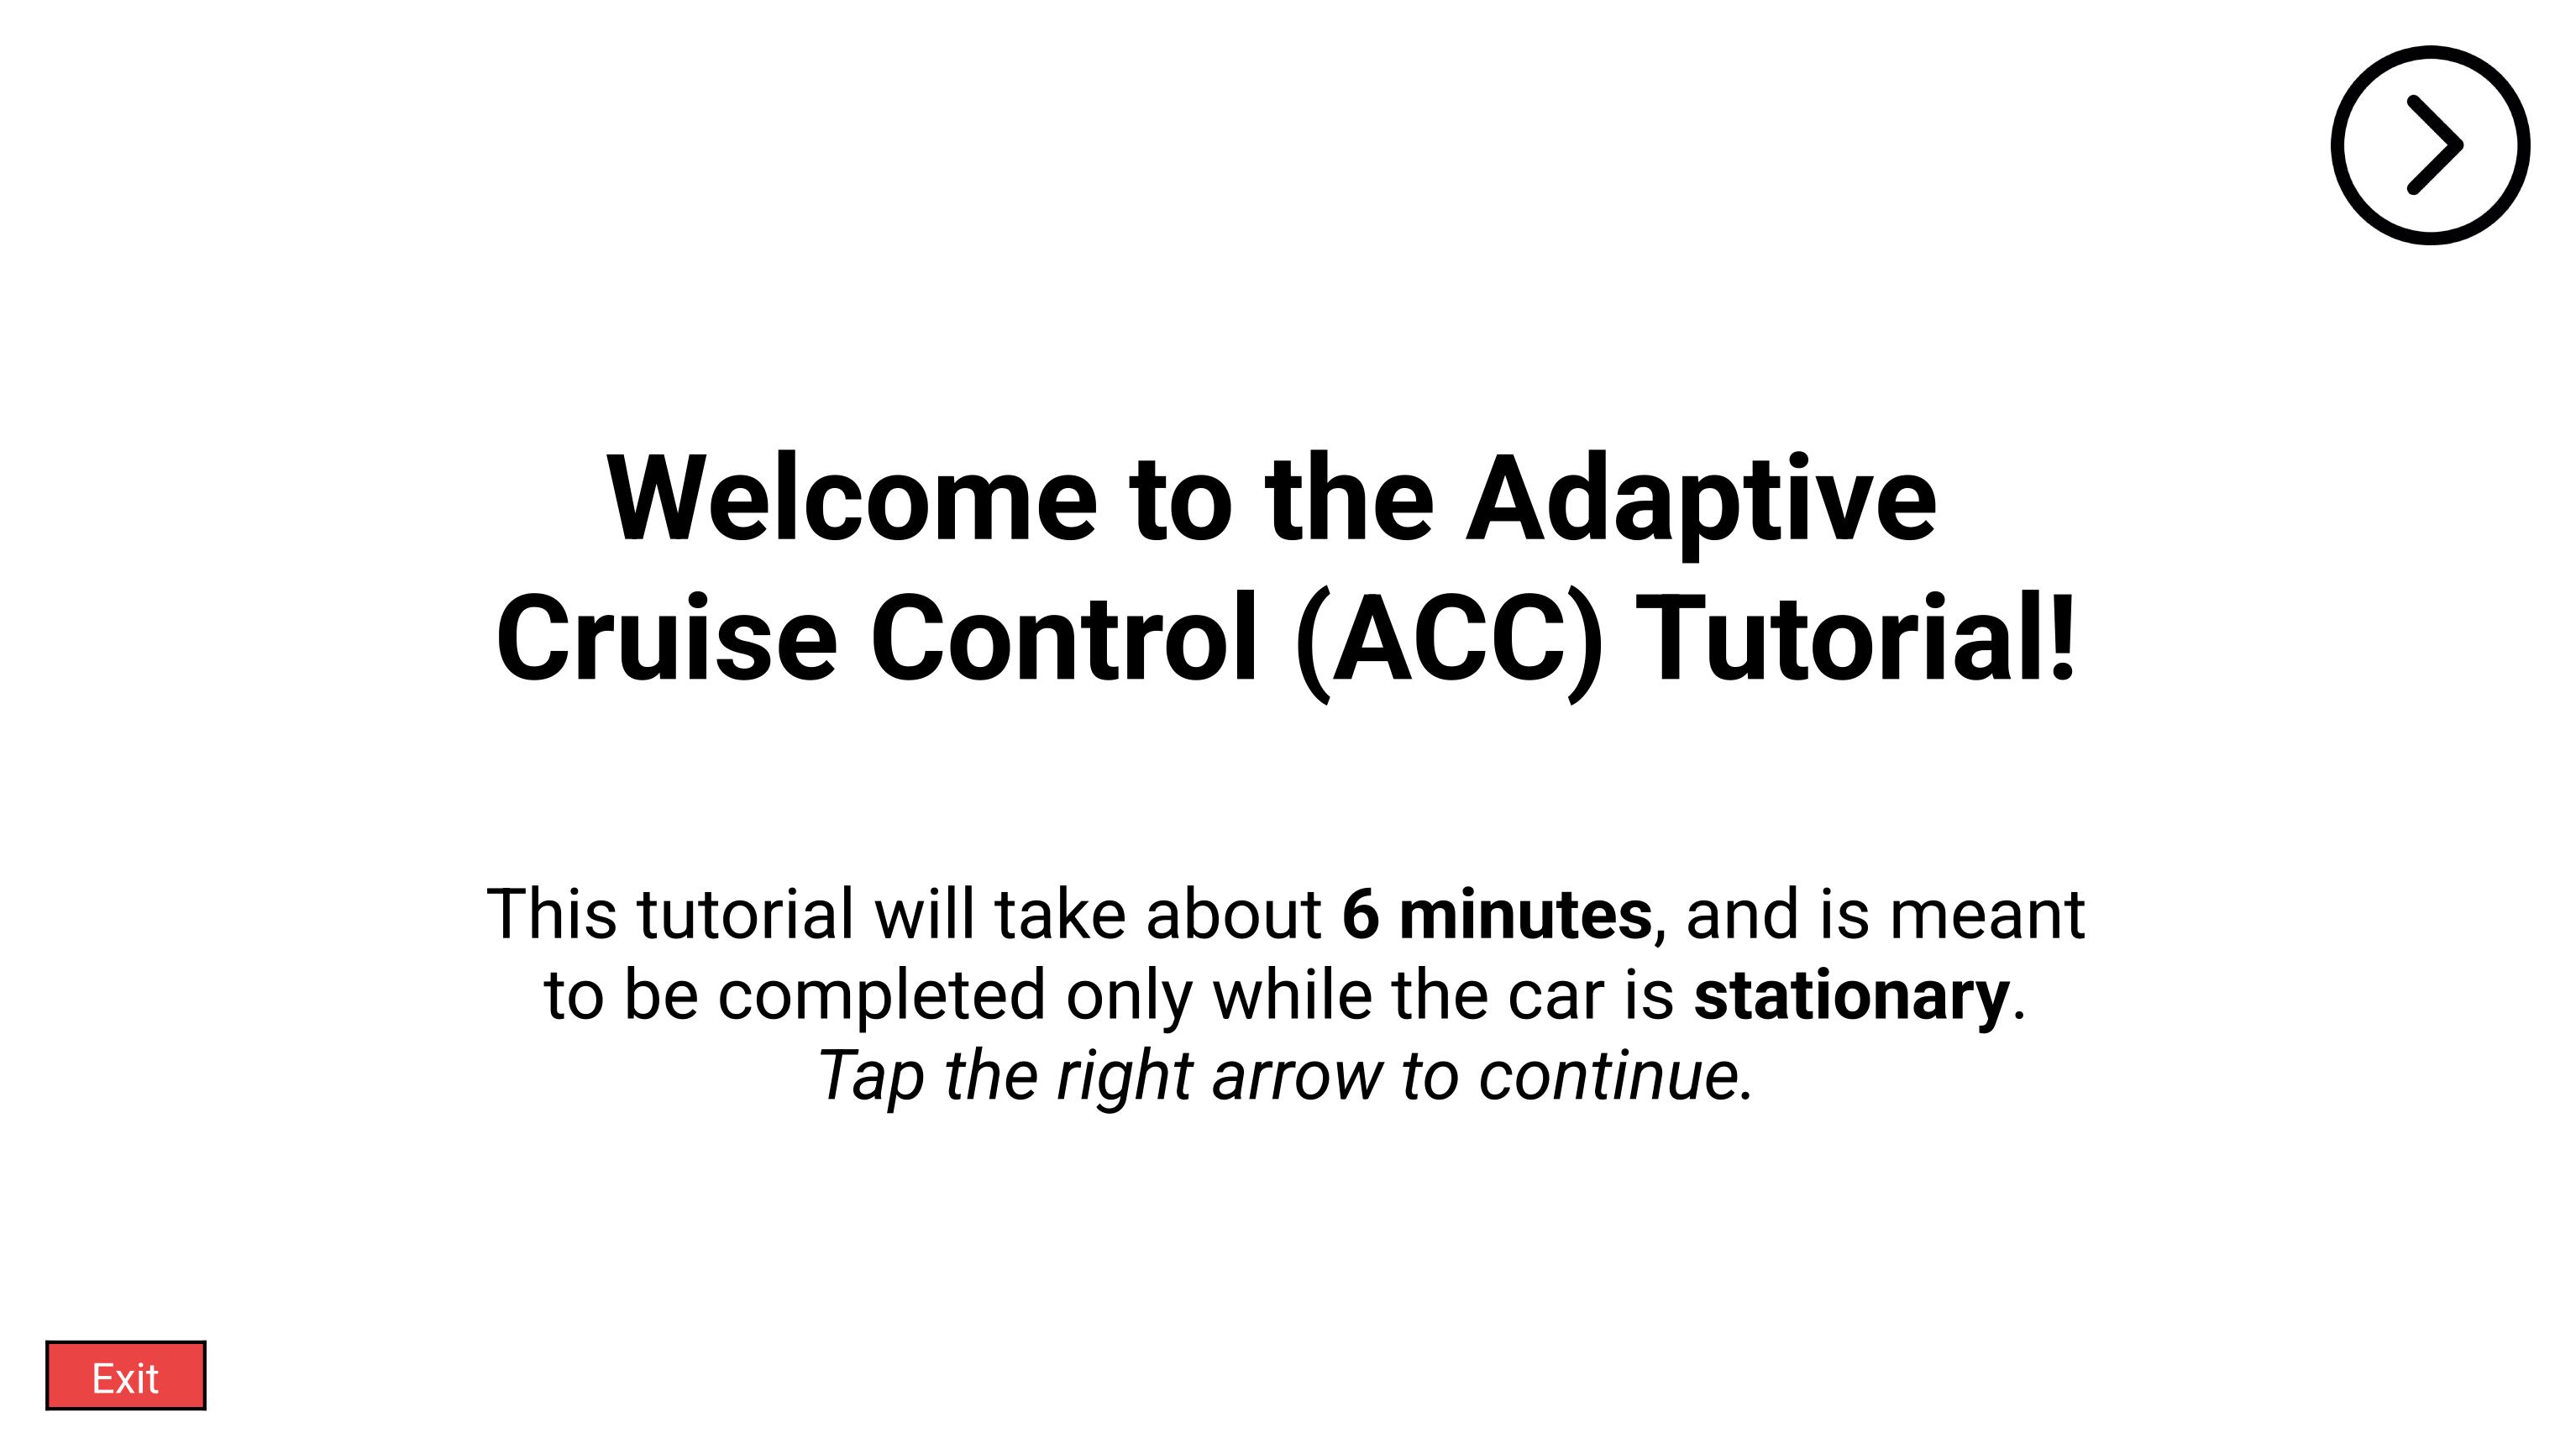 Welcome to the Adaptive
Cruise Control (ACC) Tutorial!
This tutorial will take about 6 minutes, and is meant
to be completed only while the car is stationary.
Tap the right arrow to continue.
Exit